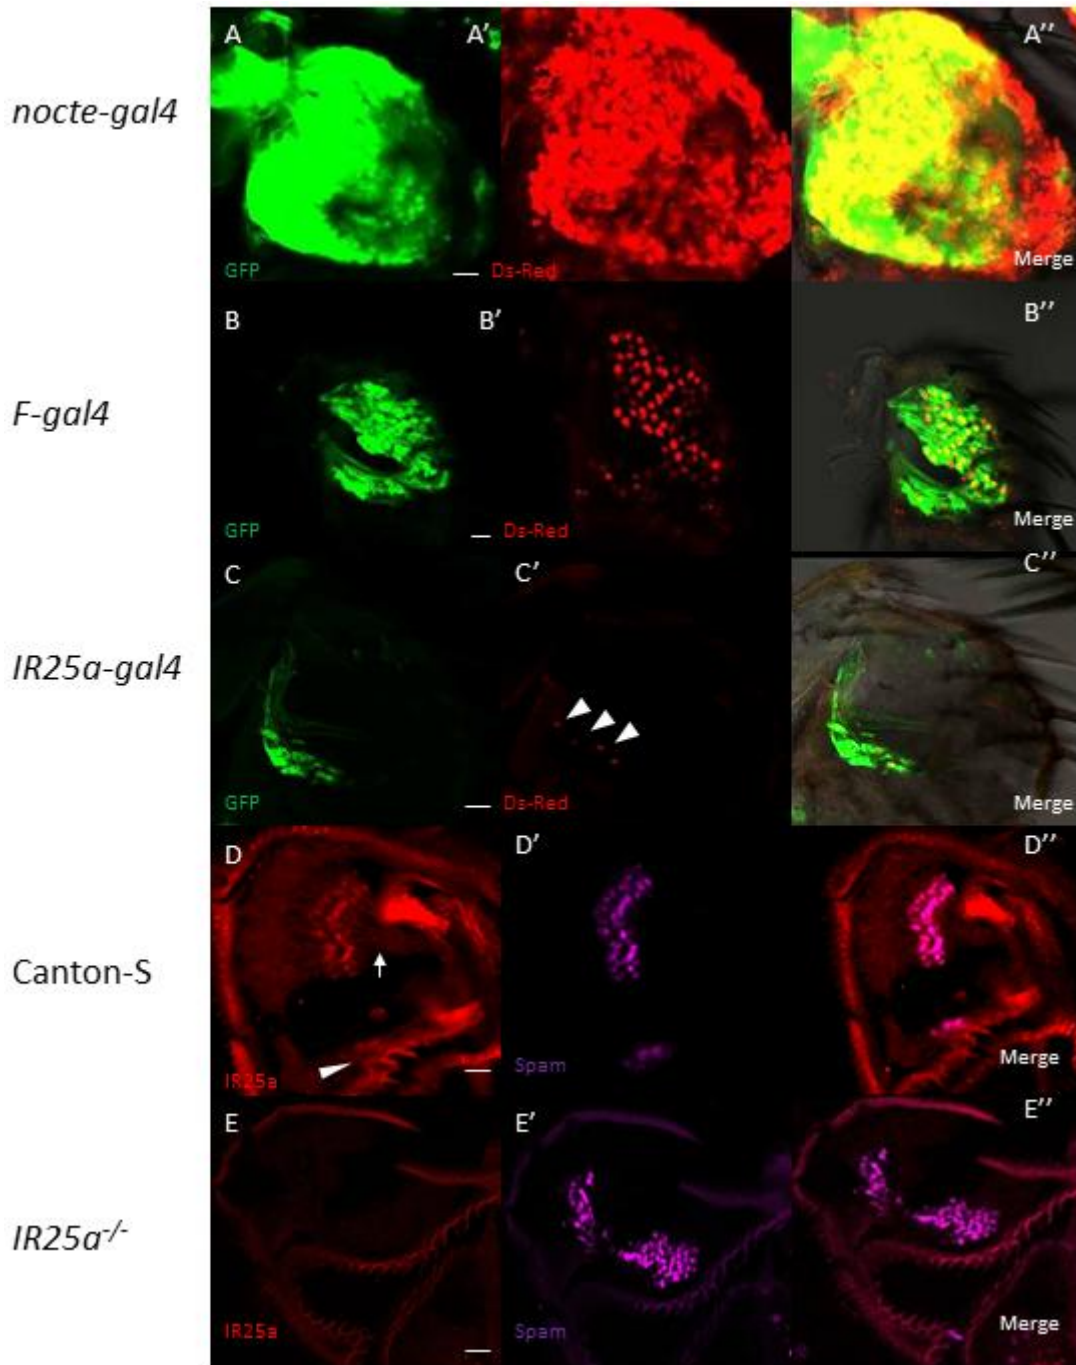 A A’ A’’
nocte-gal4
GFP Ds-Red Merge
B B’ B’’
F-gal4
GFP Ds-Red Merge
C C’ C’’
IR25a-gal4
GFP Ds-Red Merge
D D’ D’’
Canton-S
IR25a Spam Merge
E E’ E’’
IR25a-/-
IR25a Spam Merge